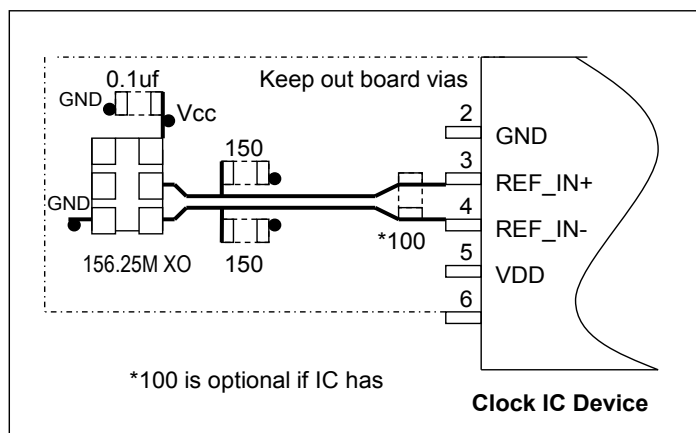 0.1uf
Keep out board vias
GND
Vcc
2
GND
150
3
REF_IN+
GND
4
REF_IN-
*100
156.25M XO
150
5
VDD
6
*100 is optional if IC has
Clock IC Device